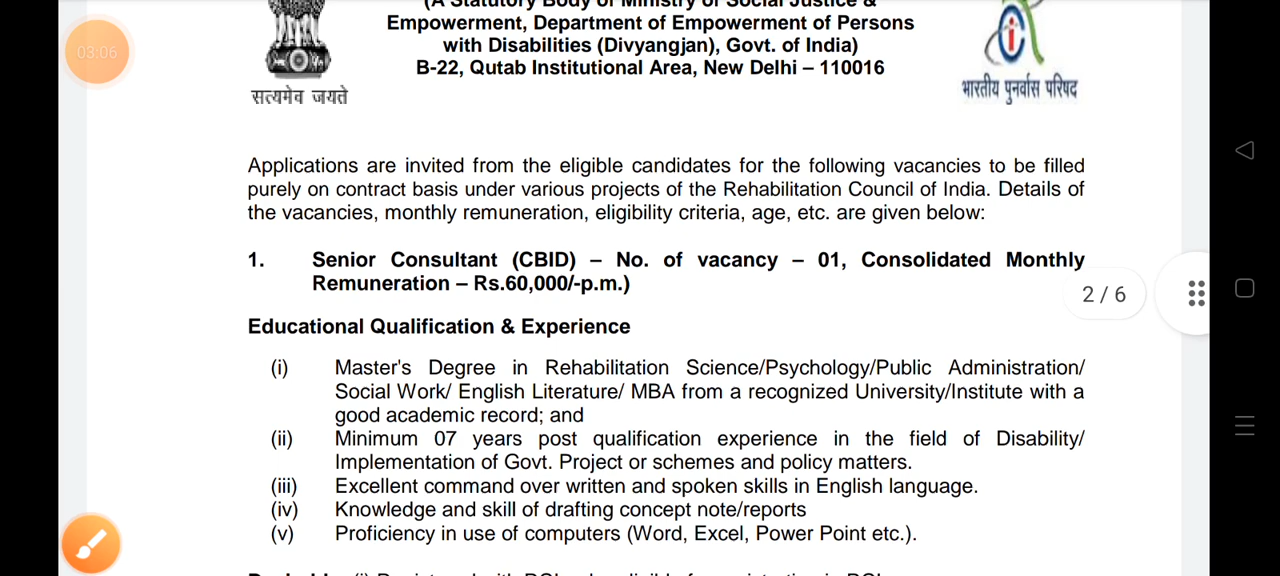 (A Statutory Body of Ministry of Social Justice &
Empowerment, Department of Empowerment of Persons
with Disabilities (Divyangjan), Govt. of India)
B-22, Qutab Institutional Area, New Delhi – 110016
03:06
सत्यमेव जयते
भारतीय पुनर्वास परिषद
Applications are invited from the eligible candidates for the following vacancies to be filled
purely on contract basis under various projects of the Rehabilitation Council of India. Details of
the vacancies, monthly remuneration, eligibility criteria, age, etc. are given below:
1. Senior Consultant (CBID) – No. of vacancy – 01, Consolidated Monthly
Remuneration – Rs.60,000/-p.m.)
2 / 6
Educational Qualification & Experience
(i) Master's Degree in Rehabilitation Science/Psychology/Public Administration/
Social Work/ English Literature/ MBA from a recognized University/Institute with a
good academic record; and
(ii) Minimum 07 years post qualification experience in the field of Disability/
Implementation of Govt. Project or schemes and policy matters.
(iii) Excellent command over written and spoken skills in English language.
(iv) Knowledge and skill of drafting concept note/reports
(v) Proficiency in use of computers (Word, Excel, Power Point etc.).